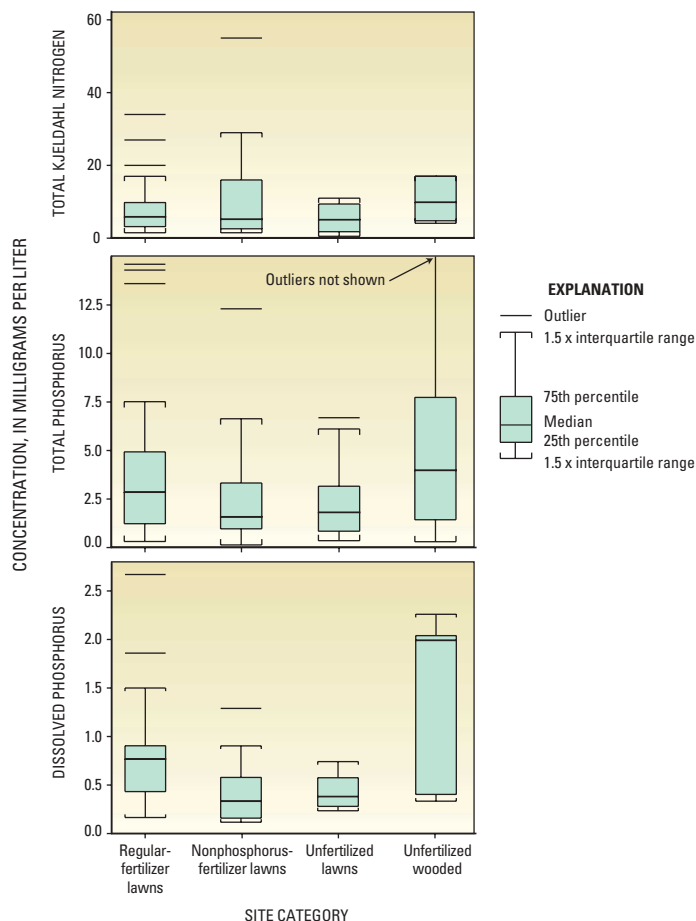 CONCENTRATION, IN MILLIGRAMS PER LITER
TOTAL KJELDAHL NITROGEN
60
40
20
0
TOTAL PHOSPHORUS
12.5
10.0
7.5
5.0
2.5
0.0
Outliers not shown
DISSOLVED PHOSPHORUS
2.5
2.0
1.5
1.0
0.5
0.0
Regular-
fertilizer
lawns
Nonphosphorus-
fertilizer lawns
Unfertilized
lawns
Unfertilized
wooded
SITE CATEGORY
EXPLANATION
Outlier
1.5 x interquartile range
75th percentile
Median
25th percentile
1.5 x interquartile range